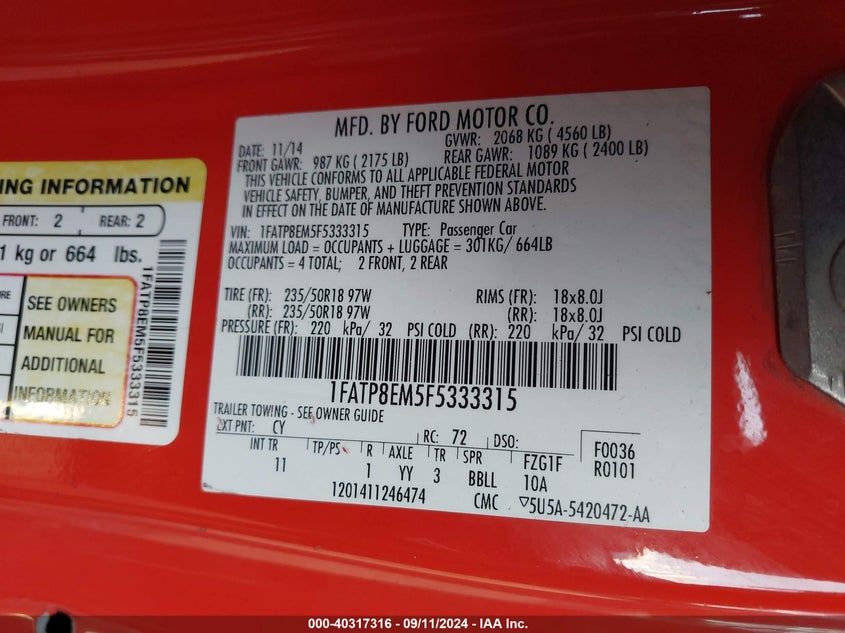 MFD. BY FORD MOTOR CO.
DATE: 11/14 GVWR: 2068 KG ( 4560 LB)
FRONT GAWR: 987 KG ( 2175 LB) REAR GAWR: 1089 KG ( 2400 LB)
THIS VEHICLE CONFORMS TO ALL APPLICABLE FEDERAL MOTOR
VEHICLE SAFETY, BUMPER, AND THEFT PREVENTION STANDARDS
IN EFFECT ON THE DATE OF MANUFACTURE SHOWN ABOVE.
VIN: 1FATP8EM5F5333315 TYPE: Passenger Car
MAXIMUM LOAD = OCCUPANTS + LUGGAGE = 301KG/ 664LB
OCCUPANTS = 4 TOTAL; 2 FRONT, 2 REAR
TIRE (FR): 235/50R18 97W RIMS (FR): 18x8.0J
(RR): 235/50R18 97W (RR): 18x8.0J
PRESSURE (FR): 220 kPa/ 32 PSI COLD (RR): 220 kPa/ 32 PSI COLD
1FATP8EM5F5333315
TRAILER TOWING - SEE OWNER GUIDE
EXT PNT: CY RC: 72 DSO: F0036
INT TR TP/PS R AXLE TR SPR FZG1F R0101
11 1 YY 3 BBLL 10A
1201411246474 CMC ▽5U5A-5420472-AA
ING INFORMATION
FRONT: 2 REAR: 2
1 kg or 664 lbs.
SEE OWNERS
MANUAL FOR
ADDITIONAL
INFORMATION
1FATP8EM5F5333315
000-40317316 - 09/11/2024 - IAA Inc.